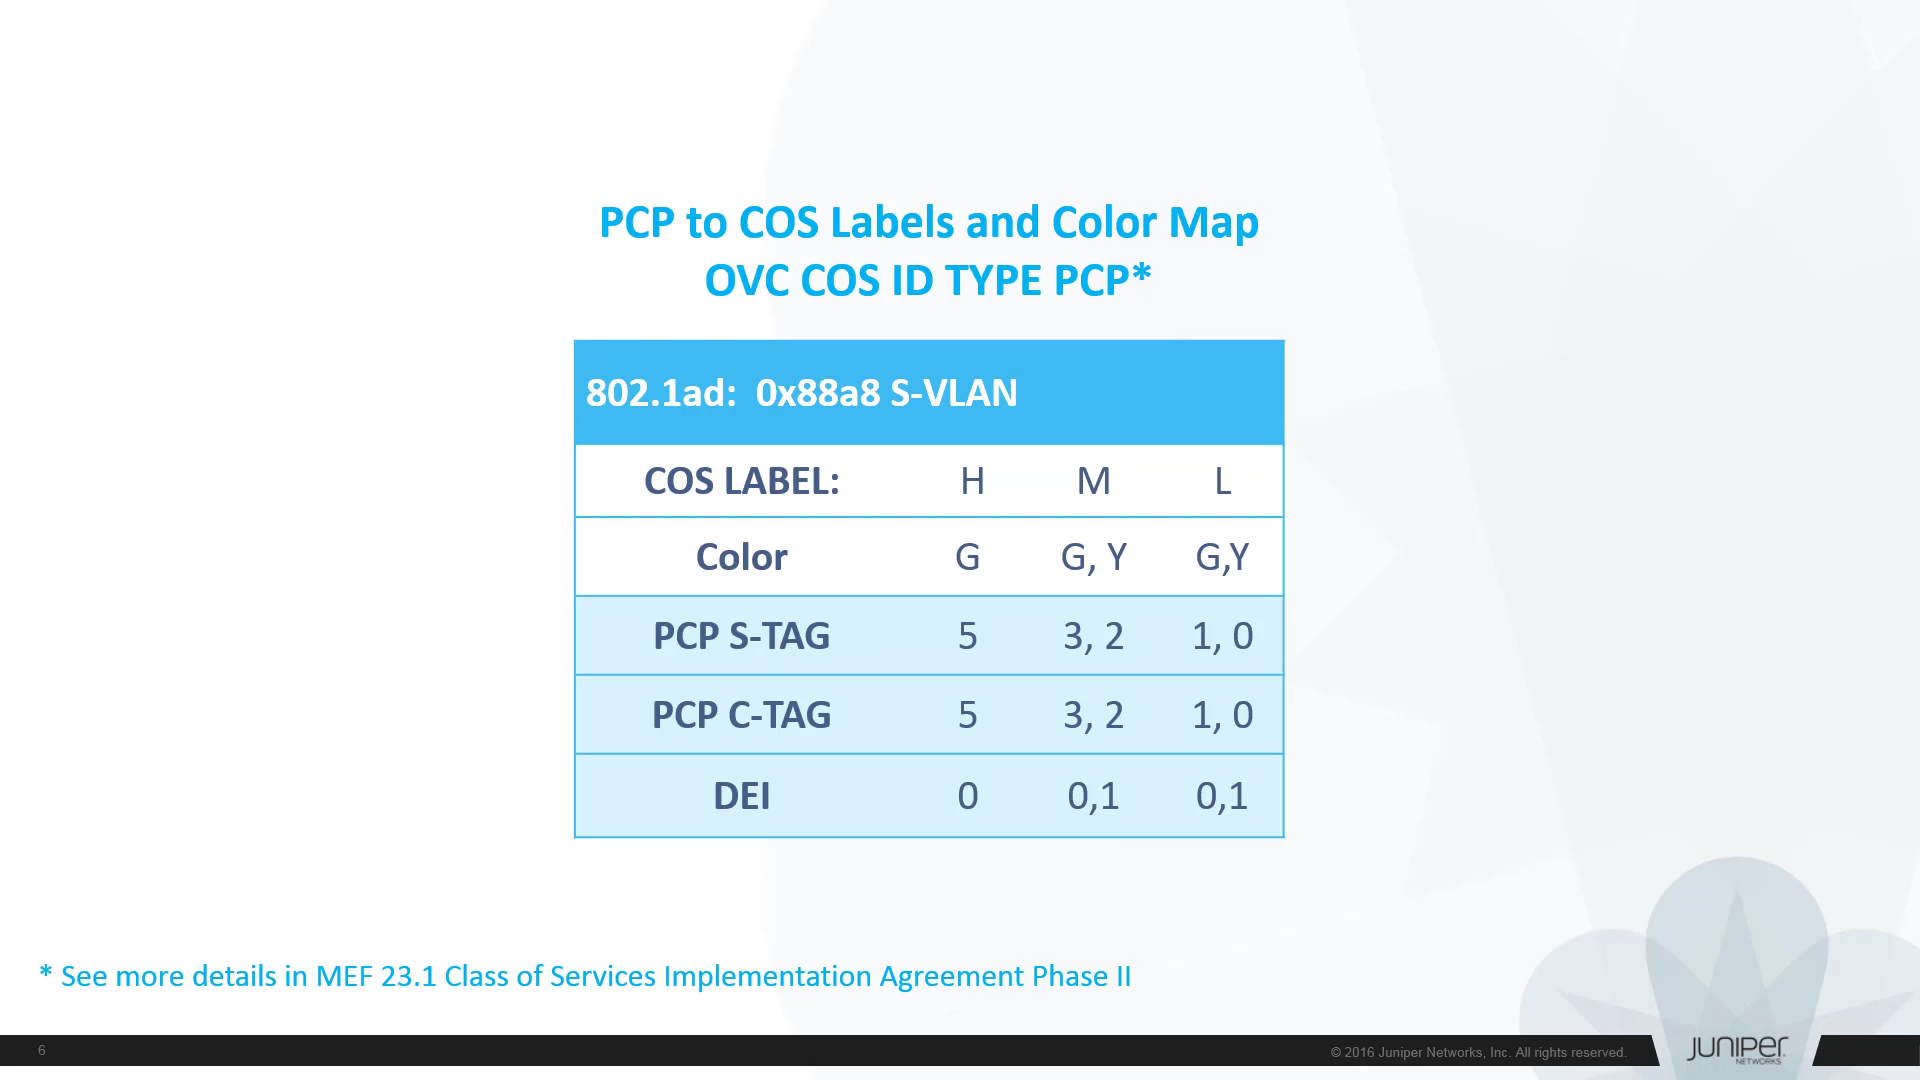 PCP to COS Labels and Color Map
OVC COS ID TYPE PCP*
802.1ad: 0x88a8 S-VLAN
COS LABEL: H M L
Color G G, Y G,Y
PCP S-TAG 5 3, 2 1, 0
PCP C-TAG 5 3, 2 1, 0
DEI 0 0,1 0,1
* See more details in MEF 23.1 Class of Services Implementation Agreement Phase II
6
© 2016 Juniper Networks, Inc. All rights reserved.
JUNIPER
NETWORKS